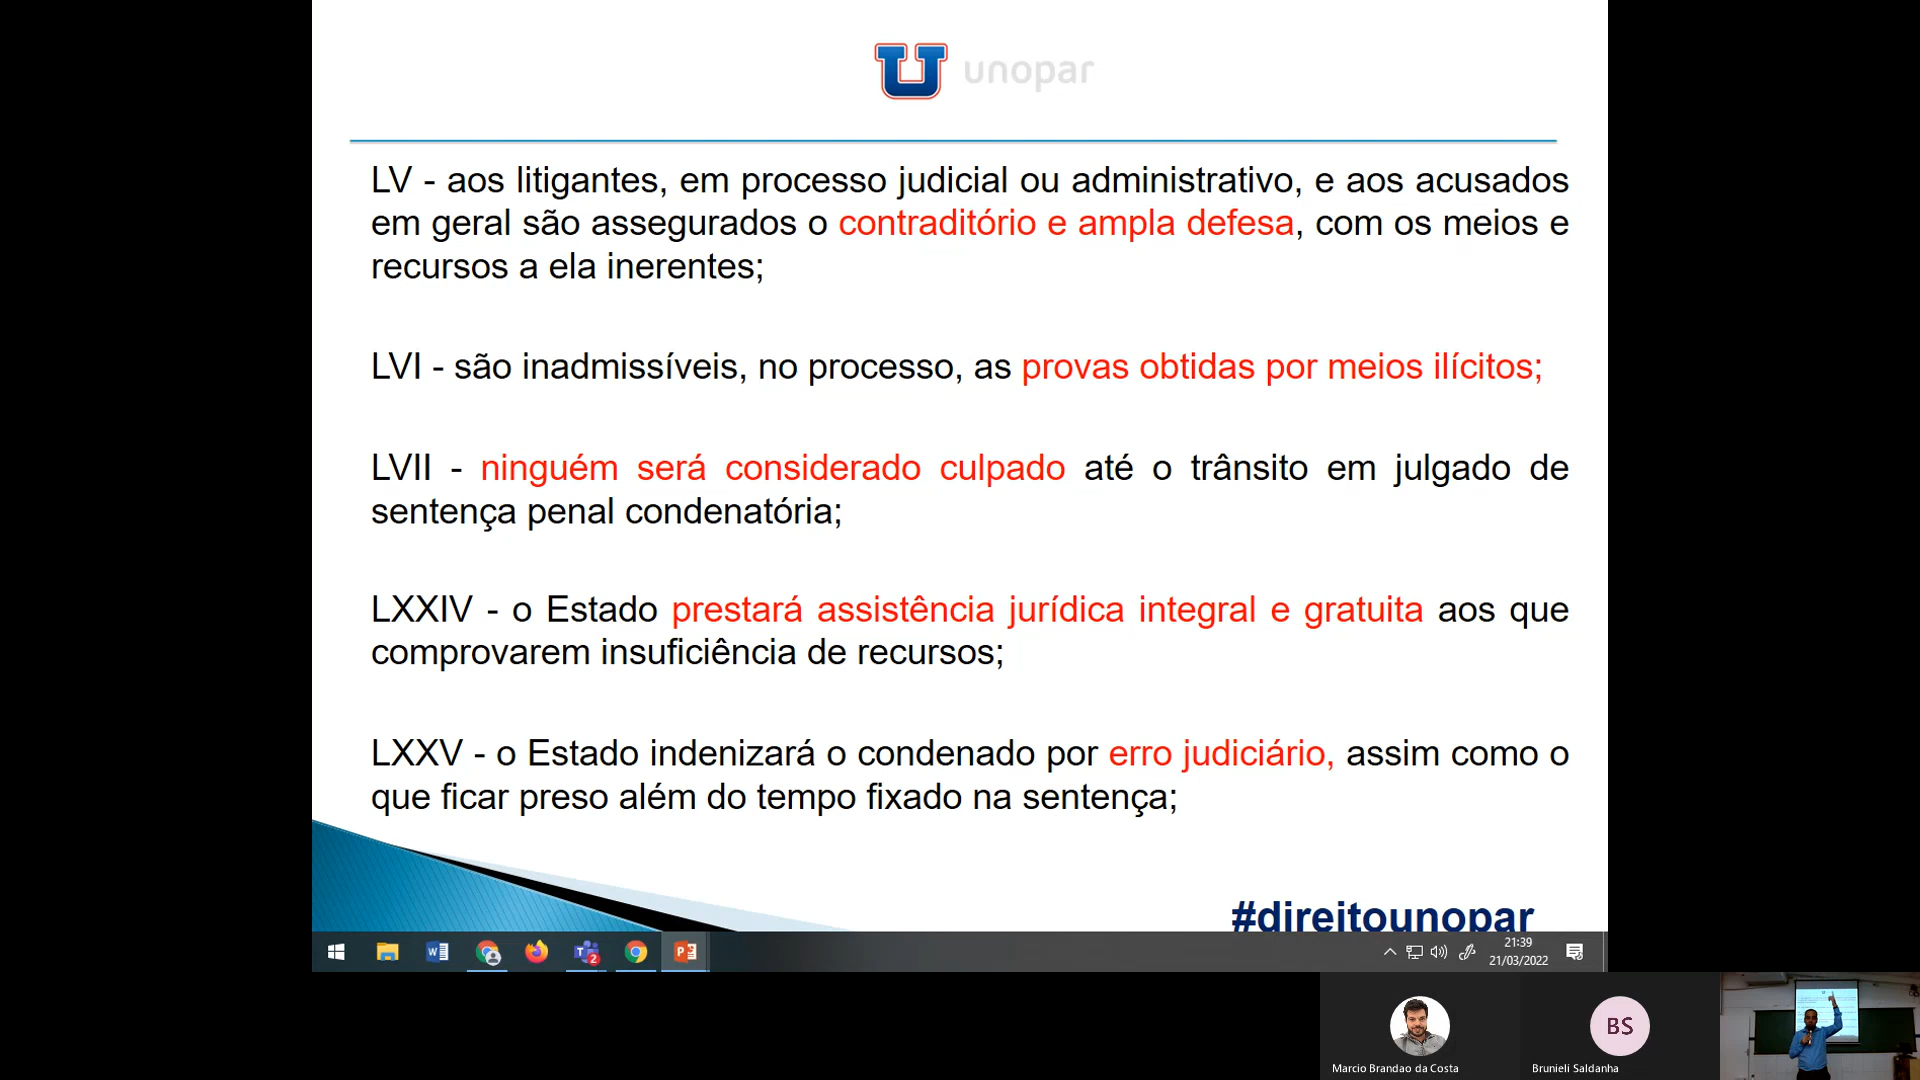 unopar
LV - aos litigantes, em processo judicial ou administrativo, e aos acusados
em geral são assegurados o contraditório e ampla defesa, com os meios e
recursos a ela inerentes;
LVI - são inadmissíveis, no processo, as provas obtidas por meios ilícitos;
LVII - ninguém será considerado culpado até o trânsito em julgado de
sentença penal condenatória;
LXXIV - o Estado prestará assistência jurídica integral e gratuita aos que
comprovarem insuficiência de recursos;
LXXV - o Estado indenizará o condenado por erro judiciário, assim como o
que ficar preso além do tempo fixado na sentença;
#direitounopar
21:39
21/03/2022
2
BS
Marcio Brandao da Costa
Brunieli Saldanha